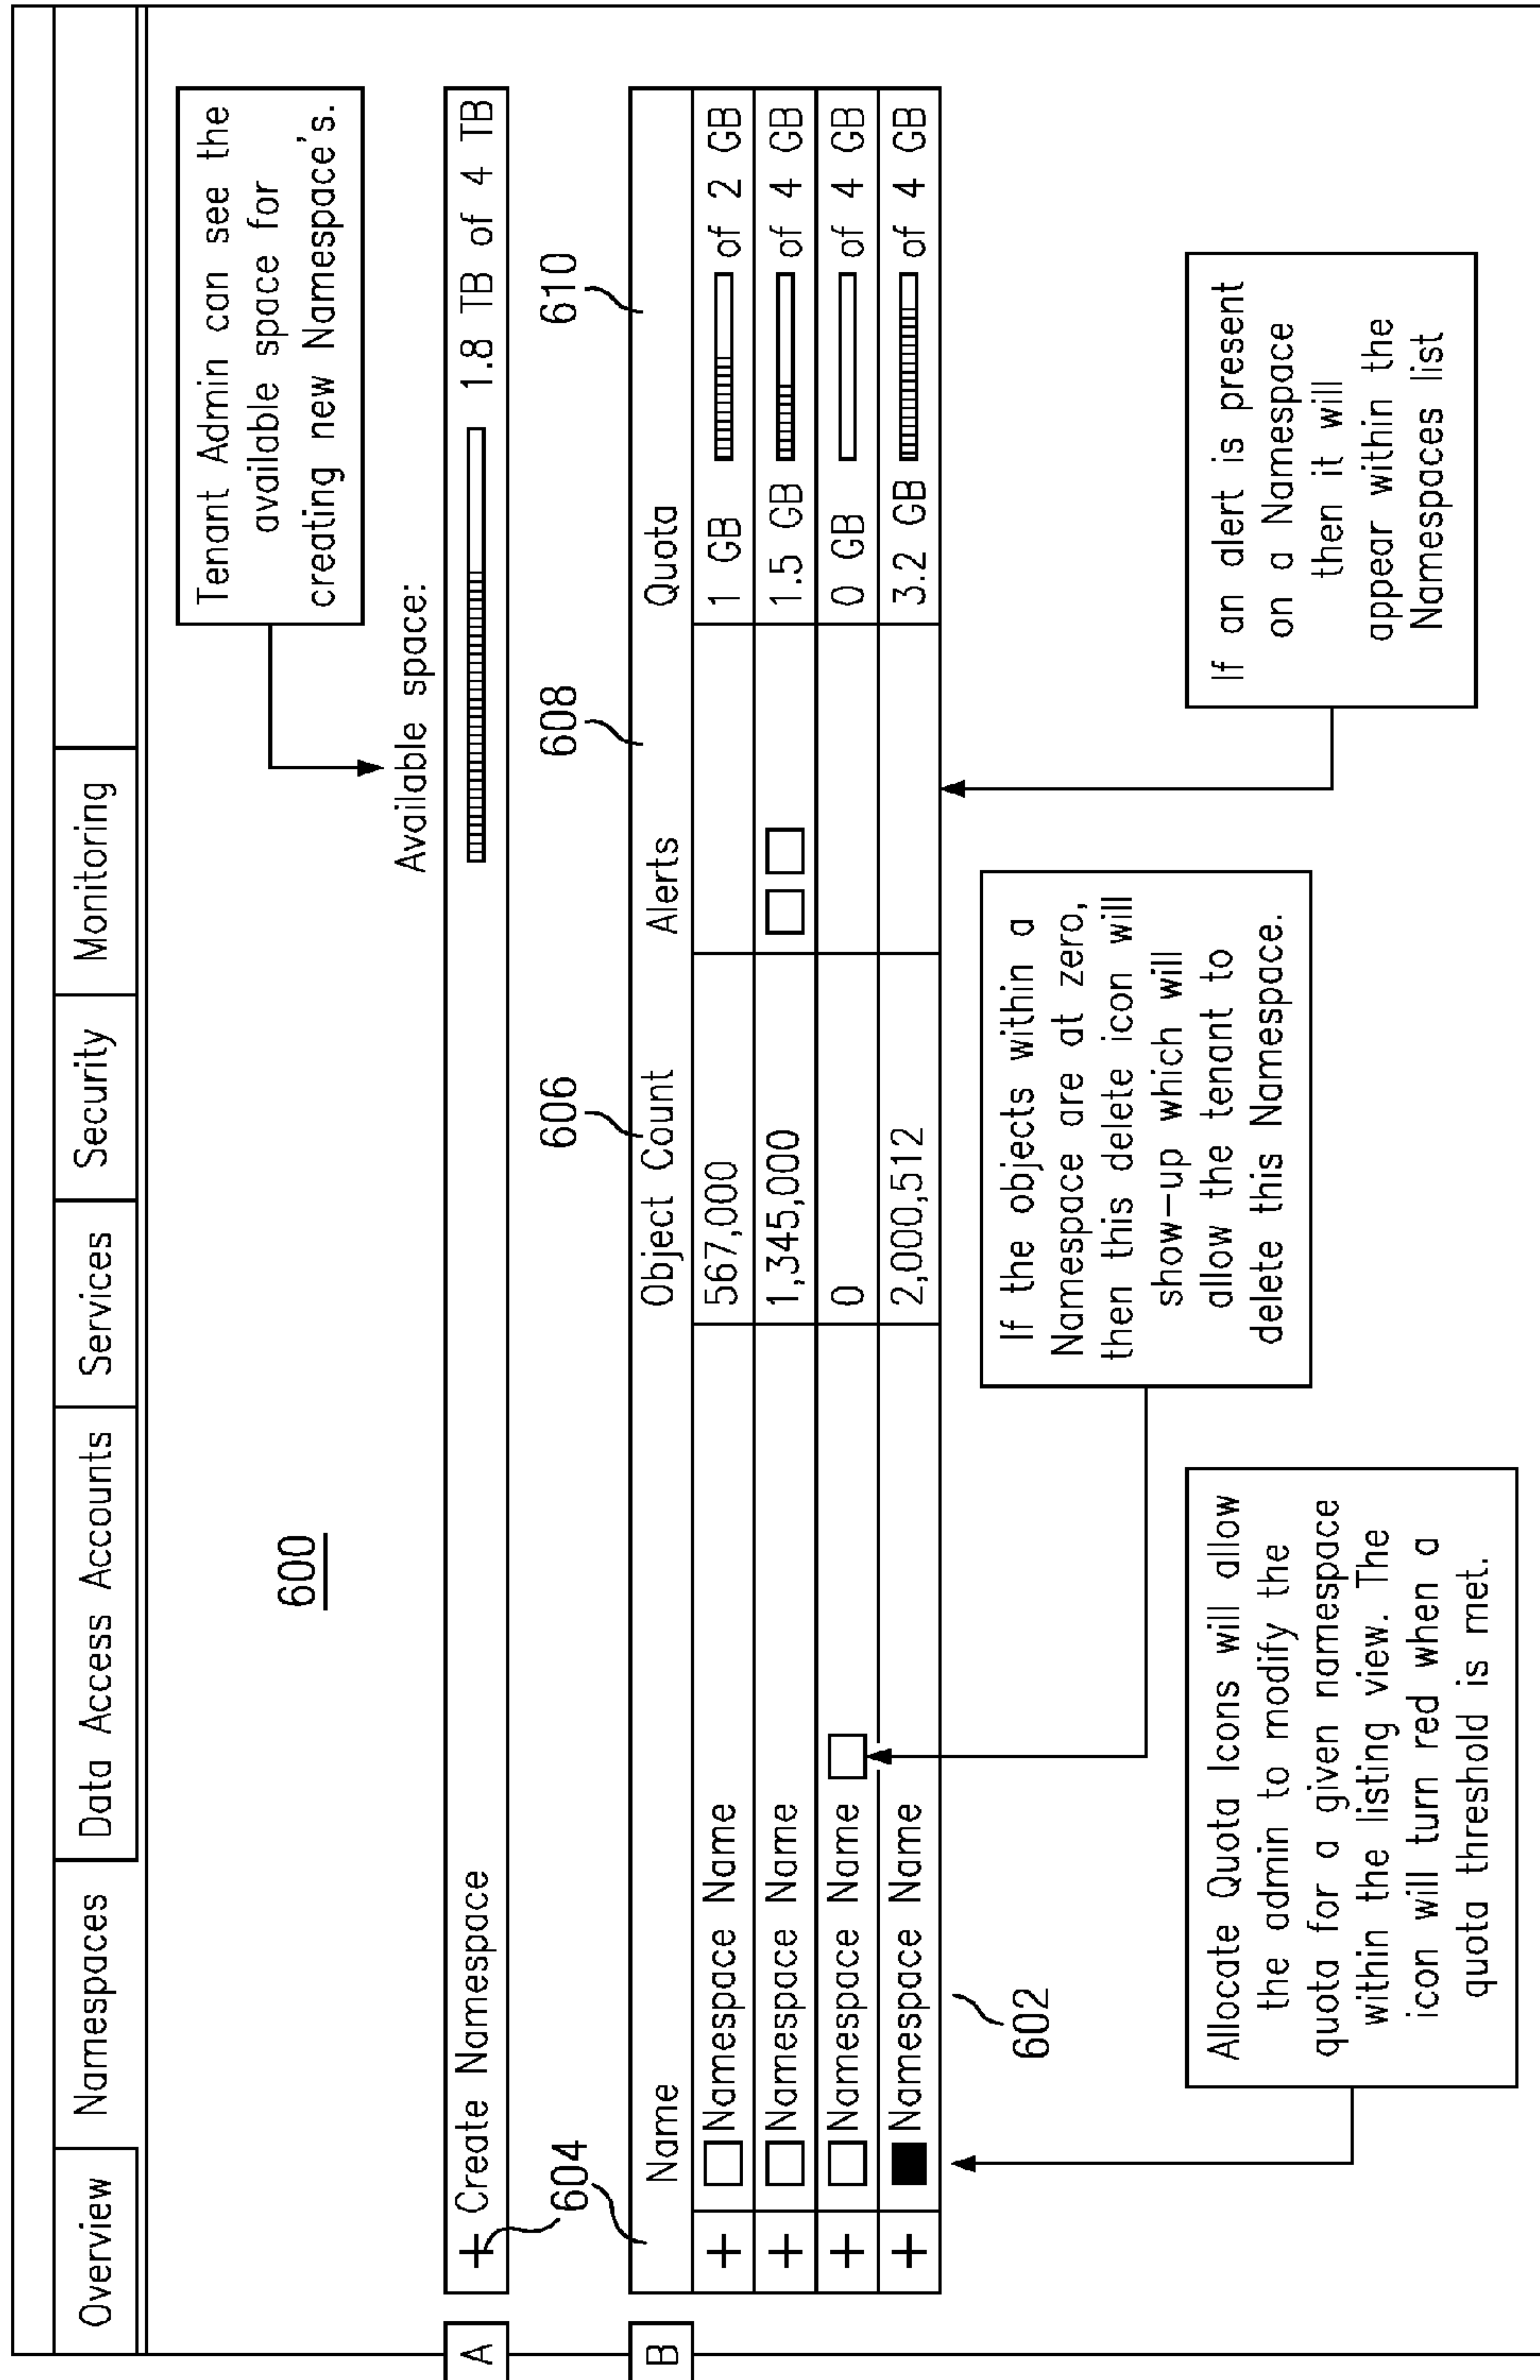 Overview Namespaces Data Access Accounts Services Security Monitoring
600
Tenant Admin can see the
available space for
creating new Namespace's.
Available space:
A + Create Namespace 1.8 TB of 4 TB
604
606
608
610
B Name Object Count Alerts Quota
+ Namespace Name 567,000 1 GB of 2 GB
+ Namespace Name 1,345,000 1.5 GB of 4 GB
+ Namespace Name 0 0 GB of 4 GB
+ Namespace Name 2,000,512 3.2 GB of 4 GB
602
Allocate Quota Icons will allow
the admin to modify the
quota for a given namespace
within the listing view. The
icon will turn red when a
quota threshold is met.
If the objects within a
Namespace are at zero,
then this delete icon will
show-up which will
allow the tenant to
delete this Namespace.
If an alert is present
on a Namespace
then it will
appear within the
Namespaces list